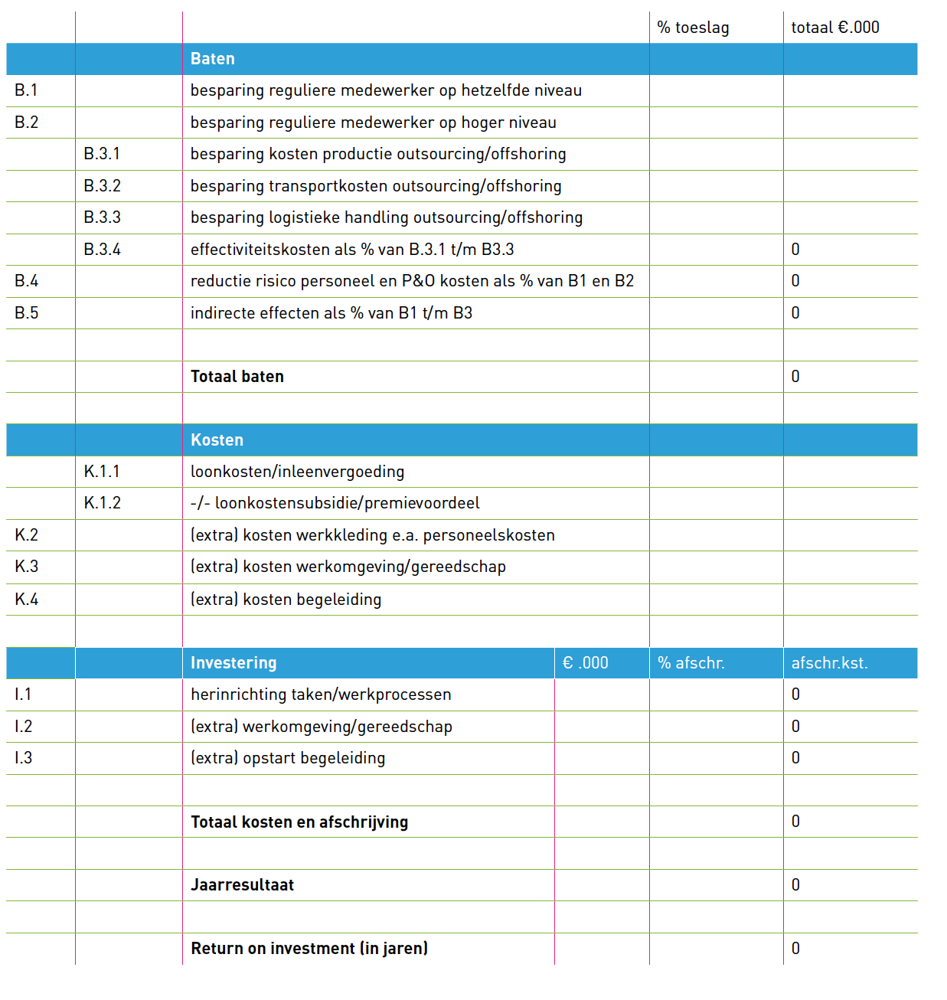 % toeslag totaal €.000
Baten
B.1 besparing reguliere medewerker op hetzelfde niveau
B.2 besparing reguliere medewerker op hoger niveau
B.3.1 besparing kosten productie outsourcing/offshoring
B.3.2 besparing transportkosten outsourcing/offshoring
B.3.3 besparing logistieke handling outsourcing/offshoring
B.3.4 effectiviteitskosten als % van B.3.1 t/m B3.3 0
B.4 reductie risico personeel en P&O kosten als % van B1 en B2 0
B.5 indirecte effecten als % van B1 t/m B3 0
Totaal baten 0
Kosten
K.1.1 loonkosten/inleenvergoeding
K.1.2 -/- loonkostensubsidie/premievoordeel
K.2 (extra) kosten werkkleding e.a. personeelskosten
K.3 (extra) kosten werkomgeving/gereedschap
K.4 (extra) kosten begeleiding
Investering € .000 % afschr. afschr.kst.
I.1 herinrichting taken/werkprocessen 0
I.2 (extra) werkomgeving/gereedschap 0
I.3 (extra) opstart begeleiding 0
Totaal kosten en afschrijving 0
Jaarresultaat 0
Return on investment (in jaren) 0